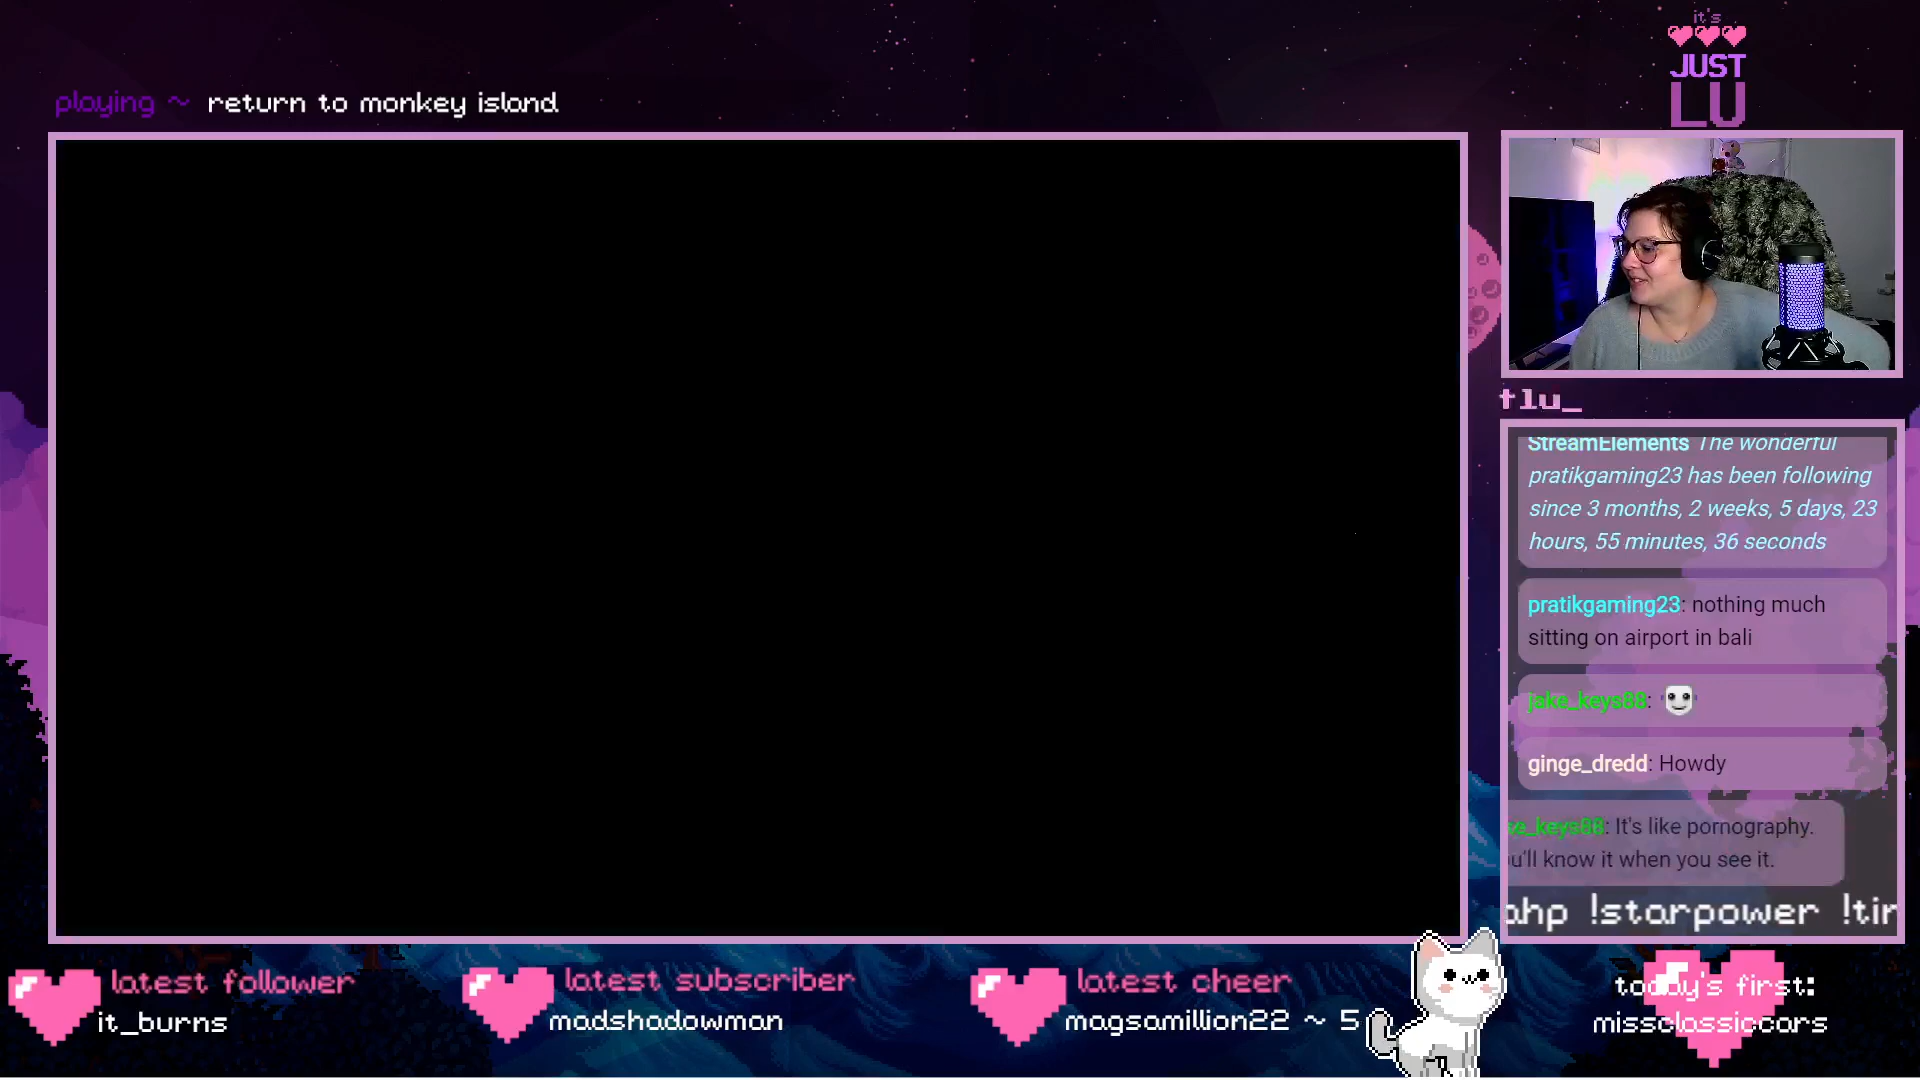 it's
JUST
LU
playing ~ return to monkey island
tlu_
StreamElements The wonderful
pratikgaming23 has been following
since 3 months, 2 weeks, 5 days, 23
hours, 55 minutes, 36 seconds
pratikgaming23: nothing much
sitting on airport in bali
jake_keys88:
ginge_dredd: Howdy
ke_keys88: It's like pornography.
u'll know it when you see it.
ahp !starpower !tir
latest follower
it_burns
latest subscriber
madshadowman
latest cheer
magsamillion22 ~ 5
today's first:
missclassiccars